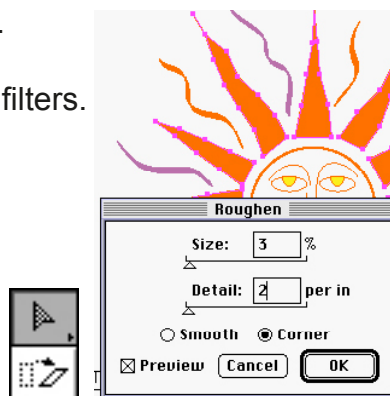 .
filters.
Roughen
Size: 3 %
Detail: 2 per in
Smooth Corner
Preview Cancel OK